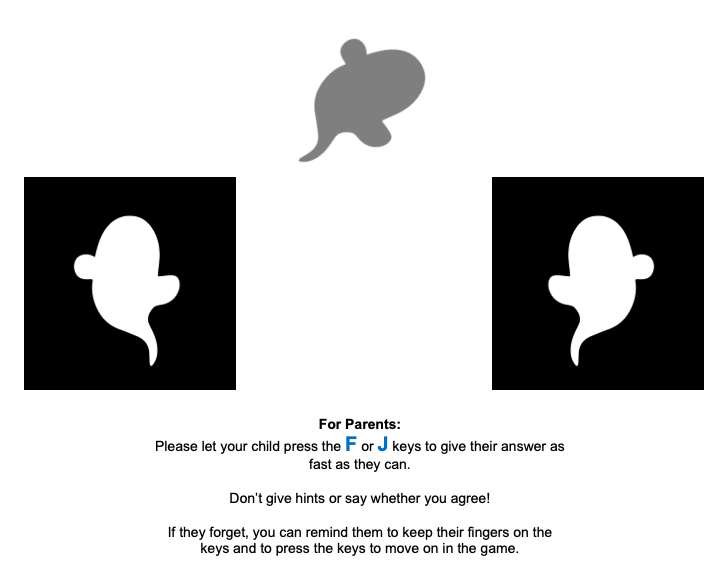 For Parents:
Please let your child press the F or J keys to give their answer as
fast as they can.
Don't give hints or say whether you agree!
If they forget, you can remind them to keep their fingers on the
keys and to press the keys to move on in the game.